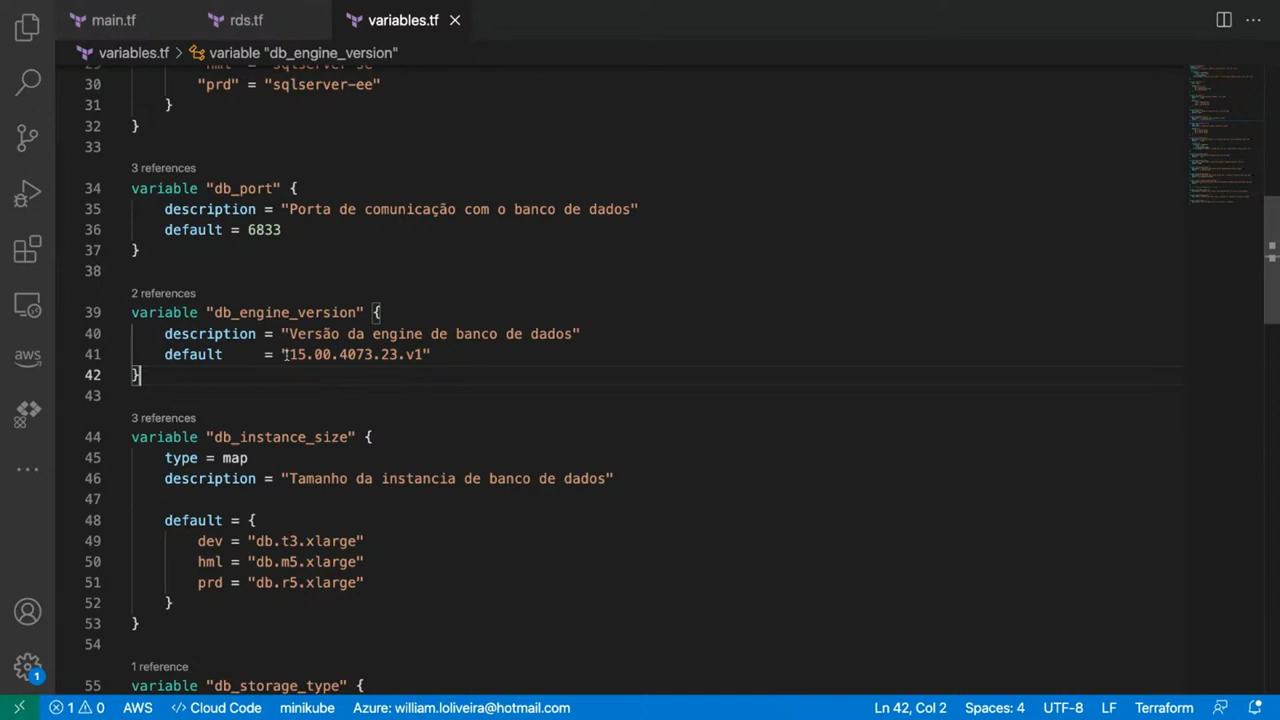 main.tf rds.tf variables.tf
variables.tf > variable "db_engine_version"
"prd" = "sqlserver-ee"
30
31 }
32 }
33
3 references
34 variable "db_port" {
35 description = "Porta de comunicação com o banco de dados"
36 default = 6833
37 }
38
2 references
39 variable "db_engine_version" {
40 description = "Versão da engine de banco de dados"
41 default = "15.00.4073.23.v1"
42 }
43
3 references
44 variable "db_instance_size" {
45 type = map
46 description = "Tamanho da instancia de banco de dados"
47
48 default = {
49 dev = "db.t3.xlarge"
50 hml = "db.m5.xlarge"
51 prd = "db.r5.xlarge"
52 }
53 }
54
1 reference
55 variable "db_storage_type" {
aws
1
1 0 AWS Cloud Code minikube Azure: william.loliveira@hotmail.com Ln 42, Col 2 Spaces: 4 UTF-8 LF Terraform